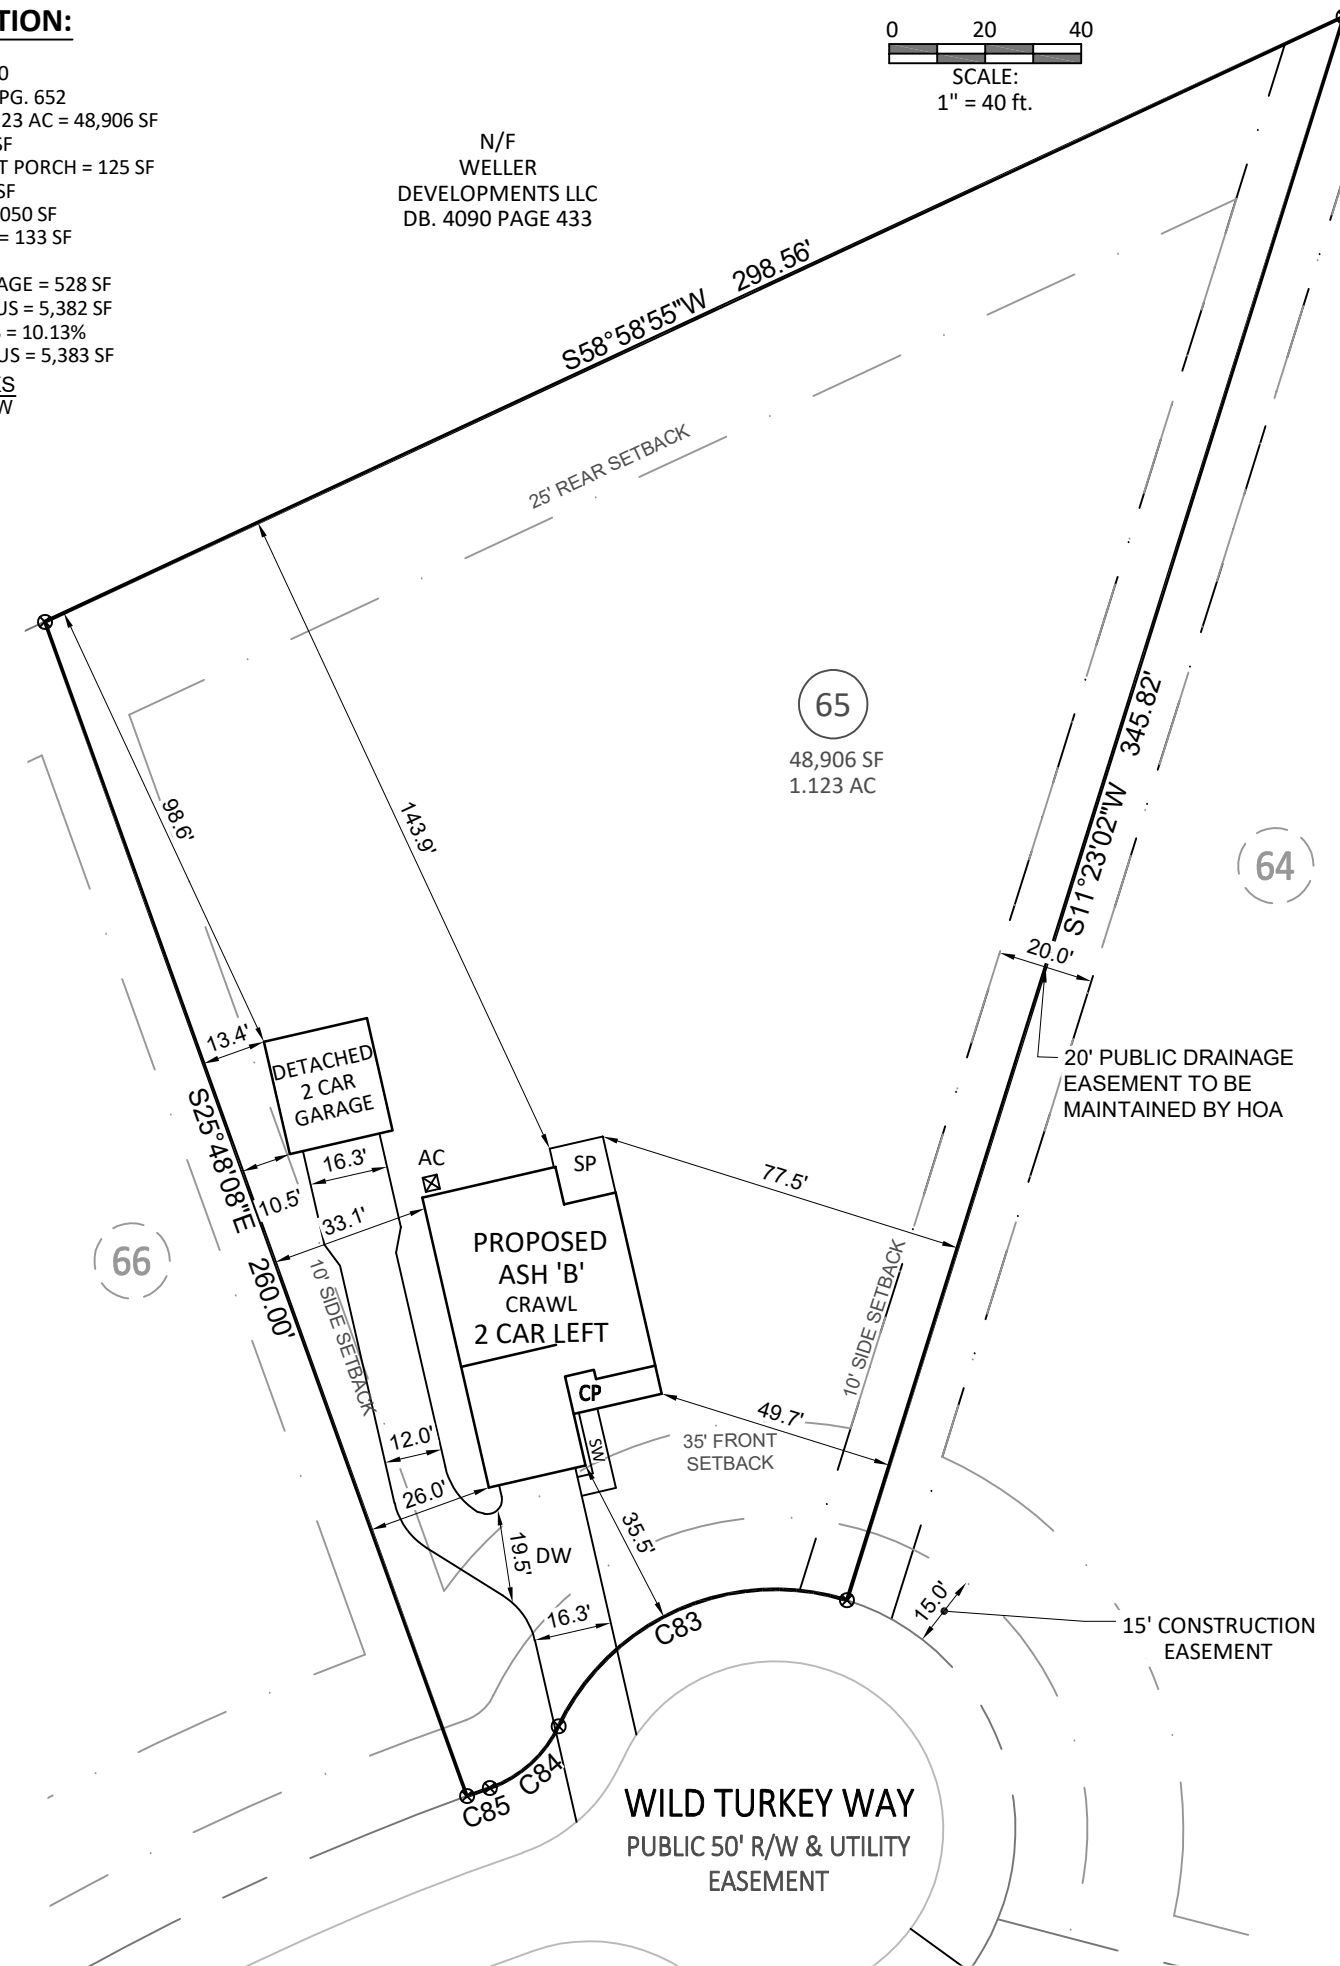 TION:
0
PG. 652
23 AC = 48,906 SF
SF
T PORCH = 125 SF
SF
050 SF
= 133 SF
AGE = 528 SF
US = 5,382 SF
= 10.13%
US = 5,383 SF
KS
W
0 20 40
SCALE:
1" = 40 ft.
N/F
WELLER
DEVELOPMENTS LLC
DB. 4090 PAGE 433
S58°58'55"W 298.56'
25' REAR SETBACK
98.6'
143.9'
65
48,906 SF
1.123 AC
S11°23'02"W 345.82'
64
20.0'
20' PUBLIC DRAINAGE
EASEMENT TO BE
MAINTAINED BY HOA
13.4'
DETACHED
2 CAR
GARAGE
S25°48'08"E 260.00'
10.5'
16.3'
33.1'
AC
SP
77.5'
66
PROPOSED
ASH 'B'
CRAWL
2 CAR LEFT
10' SIDE SETBACK
10' SIDE SETBACK
CP
SW
49.7'
35' FRONT
SETBACK
12.0'
26.0'
19.5'
DW
35.5'
16.3'
C83
15.0'
15' CONSTRUCTION
EASEMENT
C84
C85
WILD TURKEY WAY
PUBLIC 50' R/W & UTILITY
EASEMENT